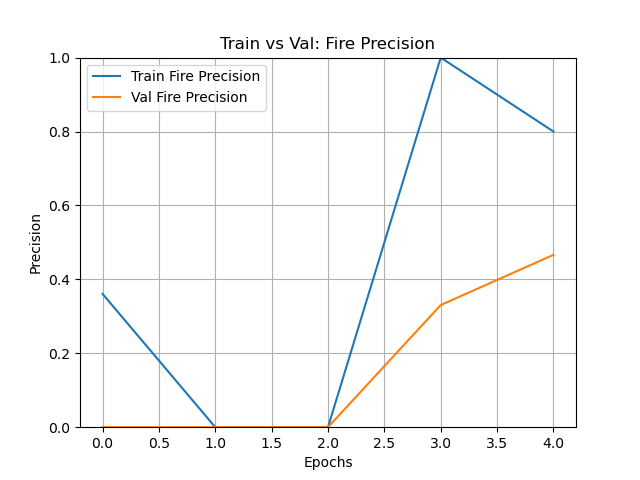 Train vs Val: Fire Precision
Train Fire Precision
Val Fire Precision
1.0
0.8
0.6
0.4
0.2
0.0
Precision
0.0 0.5 1.0 1.5 2.0 2.5 3.0 3.5 4.0
Epochs